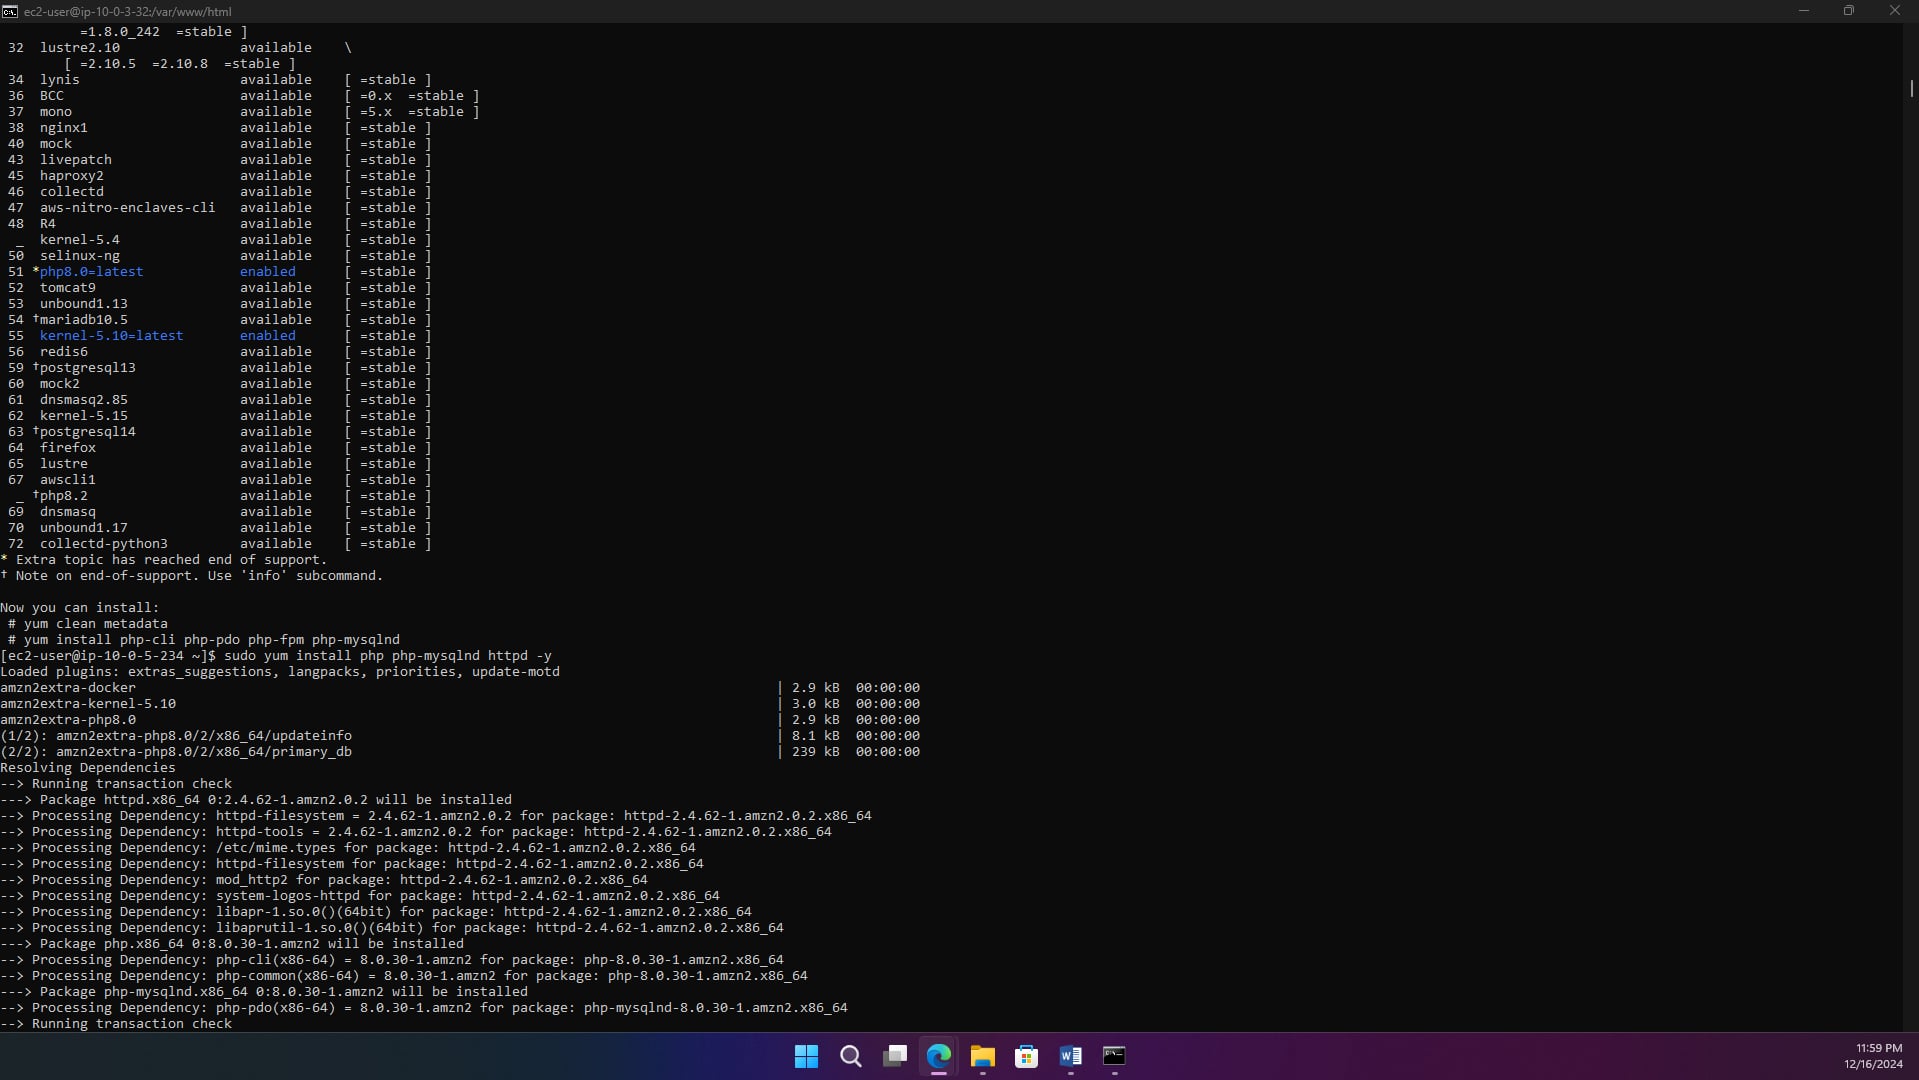 ec2-user@ip-10-0-3-32:/var/www/html
=1.8.0_242  =stable ]
32  lustre2.10               available    \
[ =2.10.5  =2.10.8  =stable ]
34  lynis                    available    [ =stable ]
36  BCC                      available    [ =0.x  =stable ]
37  mono                     available    [ =5.x  =stable ]
38  nginx1                   available    [ =stable ]
40  mock                     available    [ =stable ]
43  livepatch                available    [ =stable ]
45  haproxy2                 available    [ =stable ]
46  collectd                 available    [ =stable ]
47  aws-nitro-enclaves-cli   available    [ =stable ]
48  R4                       available    [ =stable ]
_  kernel-5.4               available    [ =stable ]
50  selinux-ng               available    [ =stable ]
51 *php8.0=latest            enabled      [ =stable ]
52  tomcat9                  available    [ =stable ]
53  unbound1.13              available    [ =stable ]
54 †mariadb10.5              available    [ =stable ]
55  kernel-5.10=latest       enabled      [ =stable ]
56  redis6                   available    [ =stable ]
59 †postgresql13             available    [ =stable ]
60  mock2                    available    [ =stable ]
61  dnsmasq2.85              available    [ =stable ]
62  kernel-5.15              available    [ =stable ]
63 †postgresql14             available    [ =stable ]
64  firefox                  available    [ =stable ]
65  lustre                   available    [ =stable ]
67  awscli1                  available    [ =stable ]
_ †php8.2                   available    [ =stable ]
69  dnsmasq                  available    [ =stable ]
70  unbound1.17              available    [ =stable ]
72  collectd-python3         available    [ =stable ]
* Extra topic has reached end of support.
† Note on end-of-support. Use 'info' subcommand.
Now you can install:
# yum clean metadata
# yum install php-cli php-pdo php-fpm php-mysqlnd
[ec2-user@ip-10-0-5-234 ~]$ sudo yum install php php-mysqlnd httpd -y
Loaded plugins: extras_suggestions, langpacks, priorities, update-motd
amzn2extra-docker | 2.9 kB  00:00:00
amzn2extra-kernel-5.10 | 3.0 kB  00:00:00
amzn2extra-php8.0 | 2.9 kB  00:00:00
(1/2): amzn2extra-php8.0/2/x86_64/updateinfo | 8.1 kB  00:00:00
(2/2): amzn2extra-php8.0/2/x86_64/primary_db | 239 kB  00:00:00
Resolving Dependencies
--> Running transaction check
---> Package httpd.x86_64 0:2.4.62-1.amzn2.0.2 will be installed
--> Processing Dependency: httpd-filesystem = 2.4.62-1.amzn2.0.2 for package: httpd-2.4.62-1.amzn2.0.2.x86_64
--> Processing Dependency: httpd-tools = 2.4.62-1.amzn2.0.2 for package: httpd-2.4.62-1.amzn2.0.2.x86_64
--> Processing Dependency: /etc/mime.types for package: httpd-2.4.62-1.amzn2.0.2.x86_64
--> Processing Dependency: httpd-filesystem for package: httpd-2.4.62-1.amzn2.0.2.x86_64
--> Processing Dependency: mod_http2 for package: httpd-2.4.62-1.amzn2.0.2.x86_64
--> Processing Dependency: system-logos-httpd for package: httpd-2.4.62-1.amzn2.0.2.x86_64
--> Processing Dependency: libapr-1.so.0()(64bit) for package: httpd-2.4.62-1.amzn2.0.2.x86_64
--> Processing Dependency: libaprutil-1.so.0()(64bit) for package: httpd-2.4.62-1.amzn2.0.2.x86_64
---> Package php.x86_64 0:8.0.30-1.amzn2 will be installed
--> Processing Dependency: php-cli(x86-64) = 8.0.30-1.amzn2 for package: php-8.0.30-1.amzn2.x86_64
--> Processing Dependency: php-common(x86-64) = 8.0.30-1.amzn2 for package: php-8.0.30-1.amzn2.x86_64
---> Package php-mysqlnd.x86_64 0:8.0.30-1.amzn2 will be installed
--> Processing Dependency: php-pdo(x86-64) = 8.0.30-1.amzn2 for package: php-mysqlnd-8.0.30-1.amzn2.x86_64
--> Running transaction check
11:59 PM
12/16/2024